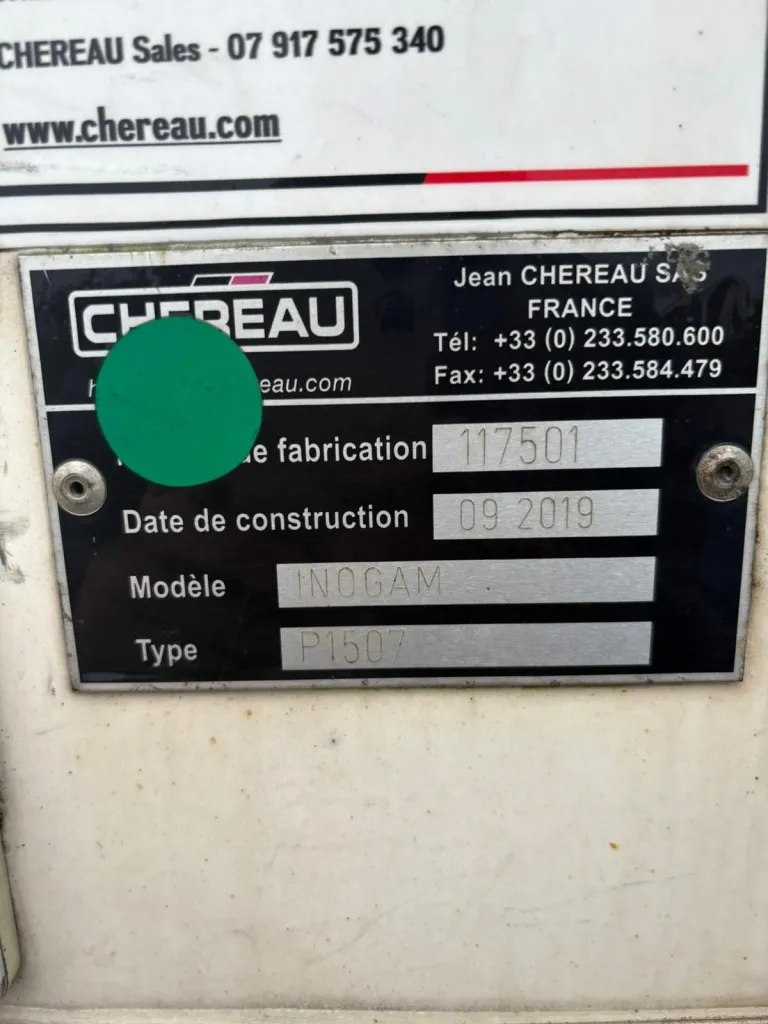 CHEREAU Sales - 07 917 575 340
www.chereau.com
CHEREAU
Jean CHEREAU SAS
FRANCE
Tél: +33 (0) 233.580.600
Fax: +33 (0) 233.584.479
eau.com
de fabrication 117501
Date de construction 09 2019
Modèle INOGAM
Type P1507